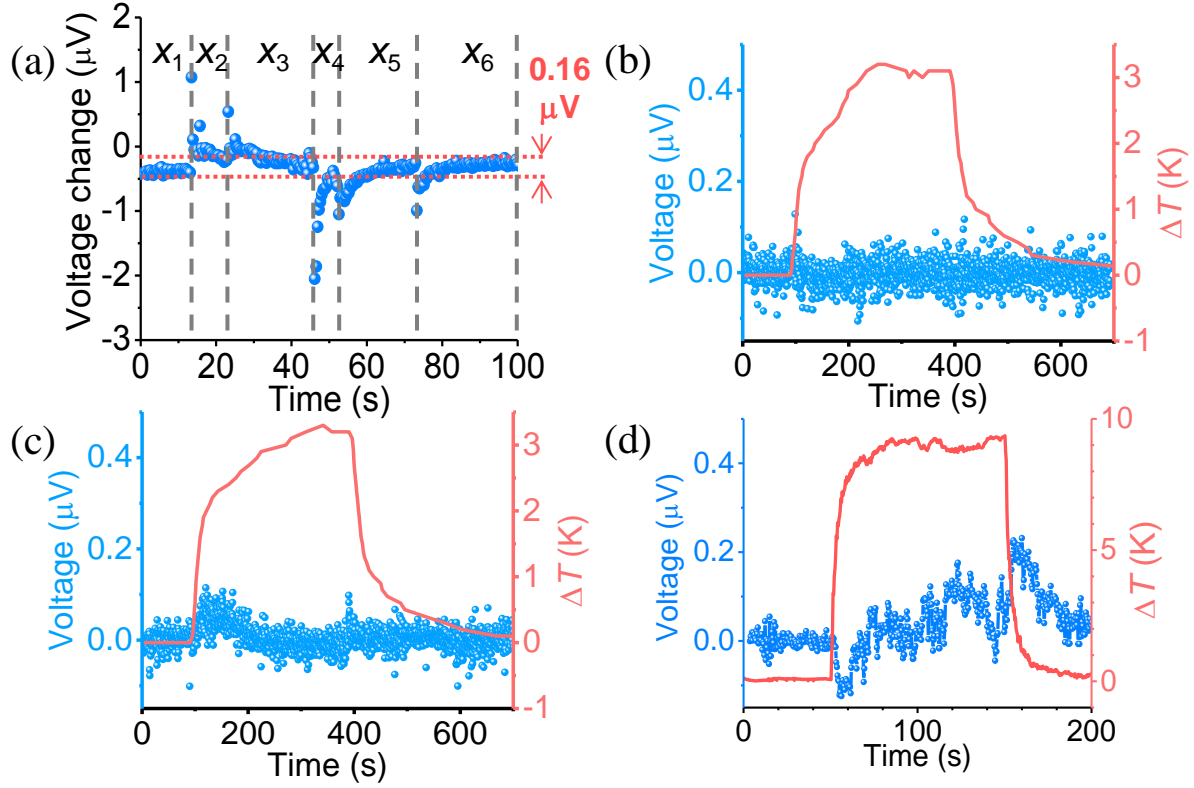 (a)
Voltage change (μV)
2
1
0
-1
-2
-3
x1 x2 x3 x4 x5 x6
0.16
μV
0 20 40 60 80 100
Time (s)
(b)
Voltage (μV)
0.4
0.2
0.0
3
2
1
0
-1
ΔT (K)
0 200 400 600
Time (s)
(c)
Voltage (μV)
0.4
0.2
0.0
3
2
1
0
-1
ΔT (K)
0 200 400 600
Time (s)
(d)
Voltage (μV)
0.4
0.2
0.0
10
5
0
ΔT (K)
0 100 200
Time (s)